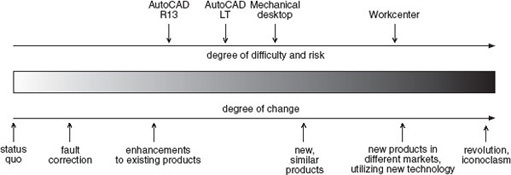 AutoCAD
R13
AutoCAD
LT
Mechanical
desktop
Workcenter
degree of difficulty and risk
degree of change
status
quo
fault
correction
enhancements
to existing products
new,
similar
products
new products in
different markets,
utilizing new technology
revolution,
iconoclasm